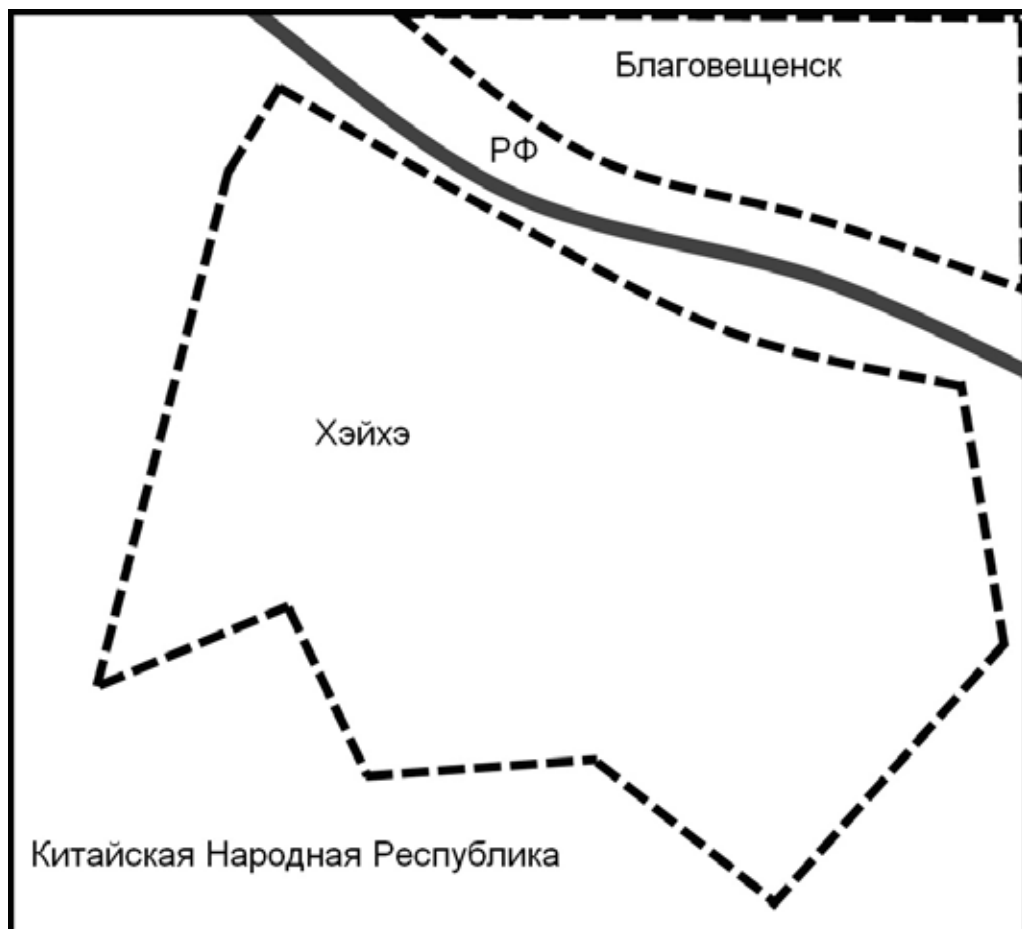 Благовещенск
РФ
Хэйхэ
Китайская Народная Республика